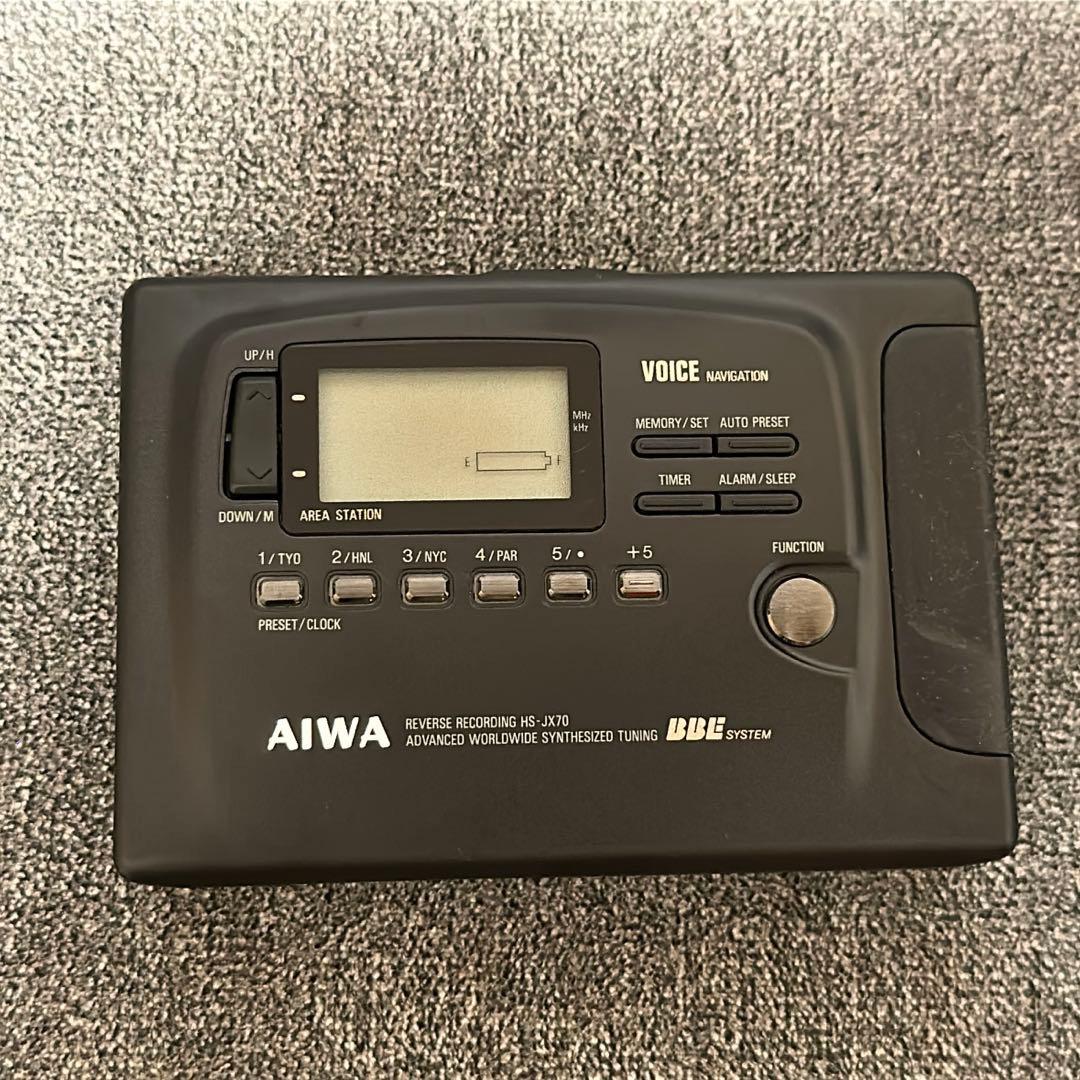 UP/H
VOICE NAVIGATION
MHz
kHz
MEMORY/SET AUTO PRESET
E F
TIMER ALARM/SLEEP
DOWN/M AREA STATION
1/TYO 2/HNL 3/NYC 4/PAR 5/• +5
FUNCTION
PRESET/CLOCK
AIWA
REVERSE RECORDING HS-JX70
ADVANCED WORLDWIDE SYNTHESIZED TUNING BBE SYSTEM